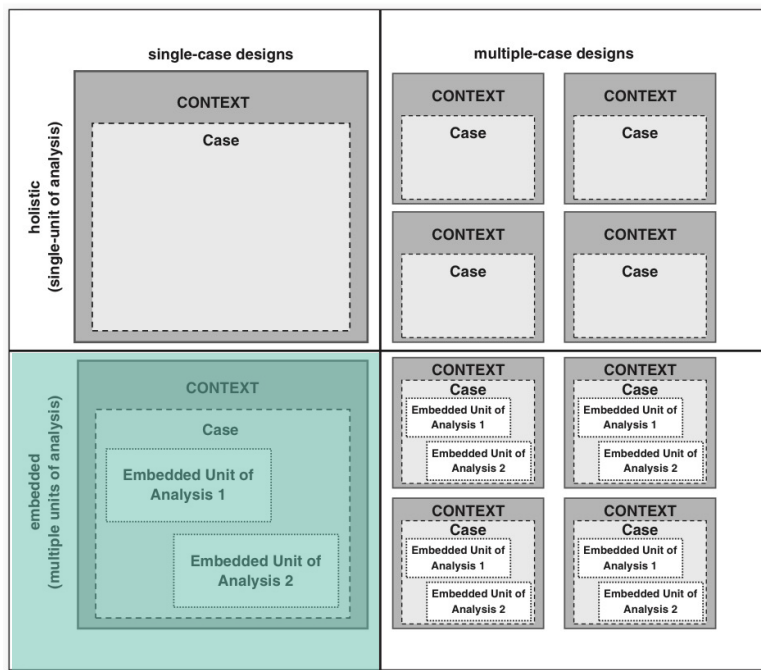 single-case designs
multiple-case designs
holistic
(single-unit of analysis)
CONTEXT
Case
CONTEXT
Case
CONTEXT
Case
CONTEXT
Case
CONTEXT
Case
embedded
(multiple units of analysis)
CONTEXT
Case
Embedded Unit of
Analysis 1
Embedded Unit of
Analysis 2
CONTEXT
Case
Embedded Unit of
Analysis 1
Embedded Unit of
Analysis 2
CONTEXT
Case
Embedded Unit of
Analysis 1
Embedded Unit of
Analysis 2
CONTEXT
Case
Embedded Unit of
Analysis 1
Embedded Unit of
Analysis 2
CONTEXT
Case
Embedded Unit of
Analysis 1
Embedded Unit of
Analysis 2